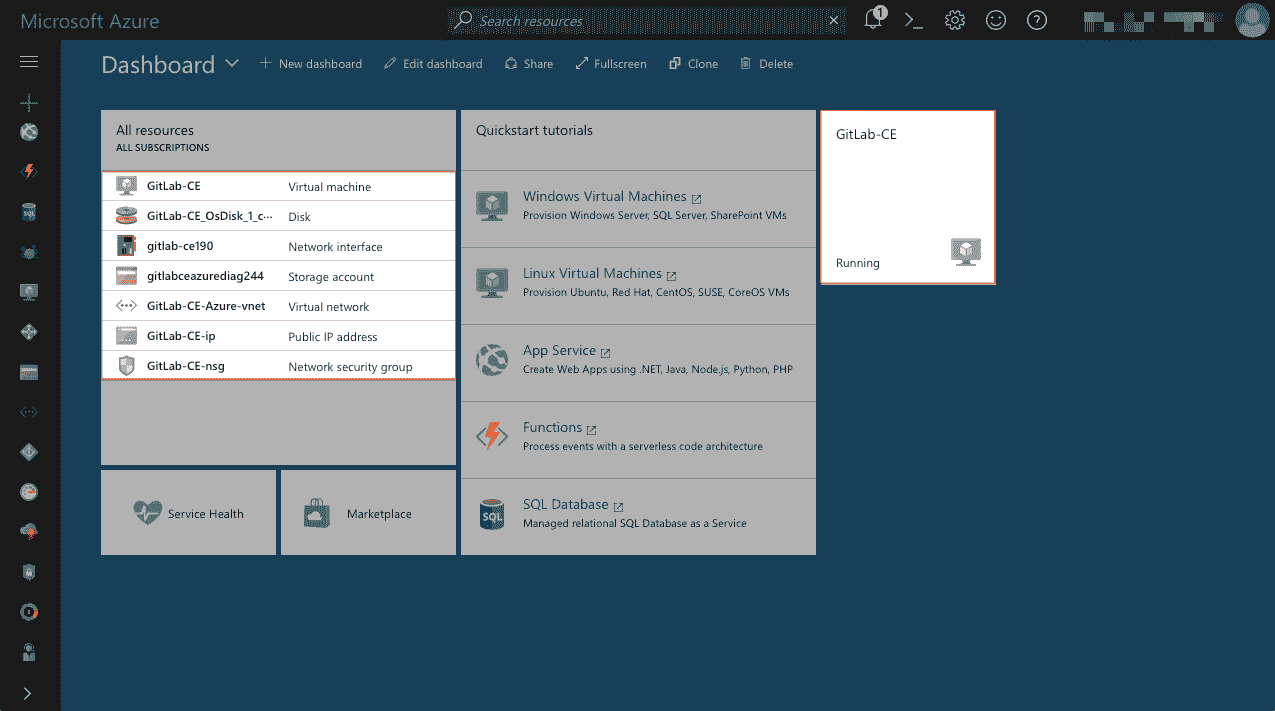 Microsoft Azure
Search resources
1
Dashboard
New dashboard
Edit dashboard
Share
Fullscreen
Clone
Delete
All resources
ALL SUBSCRIPTIONS
GitLab-CE Virtual machine
GitLab-CE_OsDisk_1_c··· Disk
gitlab-ce190 Network interface
gitlabceazurediag244 Storage account
GitLab-CE-Azure-vnet Virtual network
GitLab-CE-ip Public IP address
GitLab-CE-nsg Network security group
Service Health
Marketplace
Quickstart tutorials
Windows Virtual Machines
Provision Windows Server, SQL Server, SharePoint VMs
Linux Virtual Machines
Provision Ubuntu, Red Hat, CentOS, SUSE, CoreOS VMs
App Service
Create Web Apps using .NET, Java, Node.js, Python, PHP
Functions
Process events with a serverless code architecture
SQL
SQL Database
Managed relational SQL Database as a Service
GitLab-CE
Running
SQL